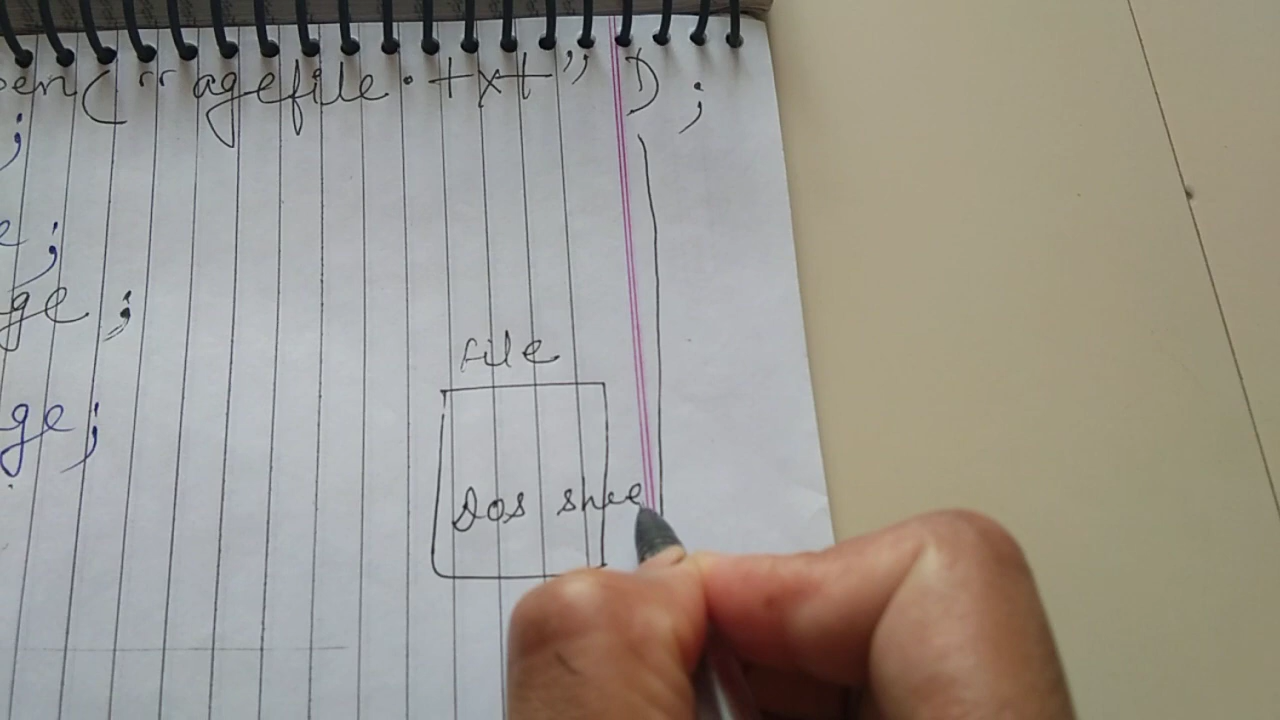 pen("agefile.txt");
;
e;
ge;
ge;
file
Dos shee